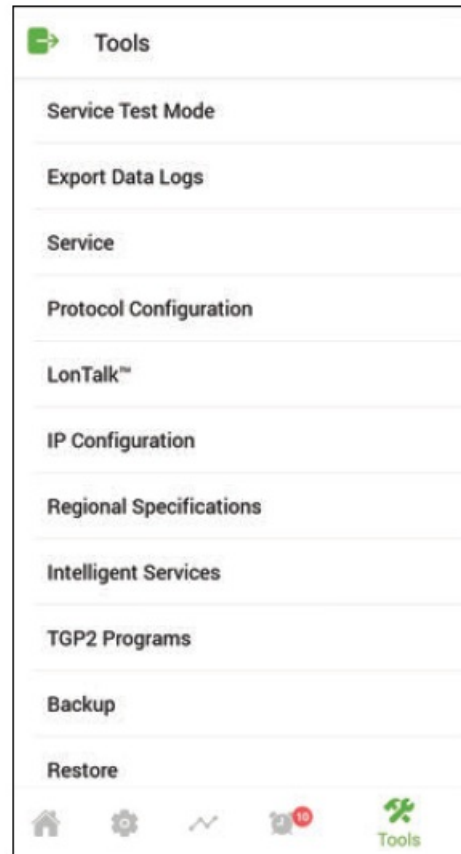 Tools
Service Test Mode
Export Data Logs
Service
Protocol Configuration
LonTalk™
IP Configuration
Regional Specifications
Intelligent Services
TGP2 Programs
Backup
Restore
10
Tools